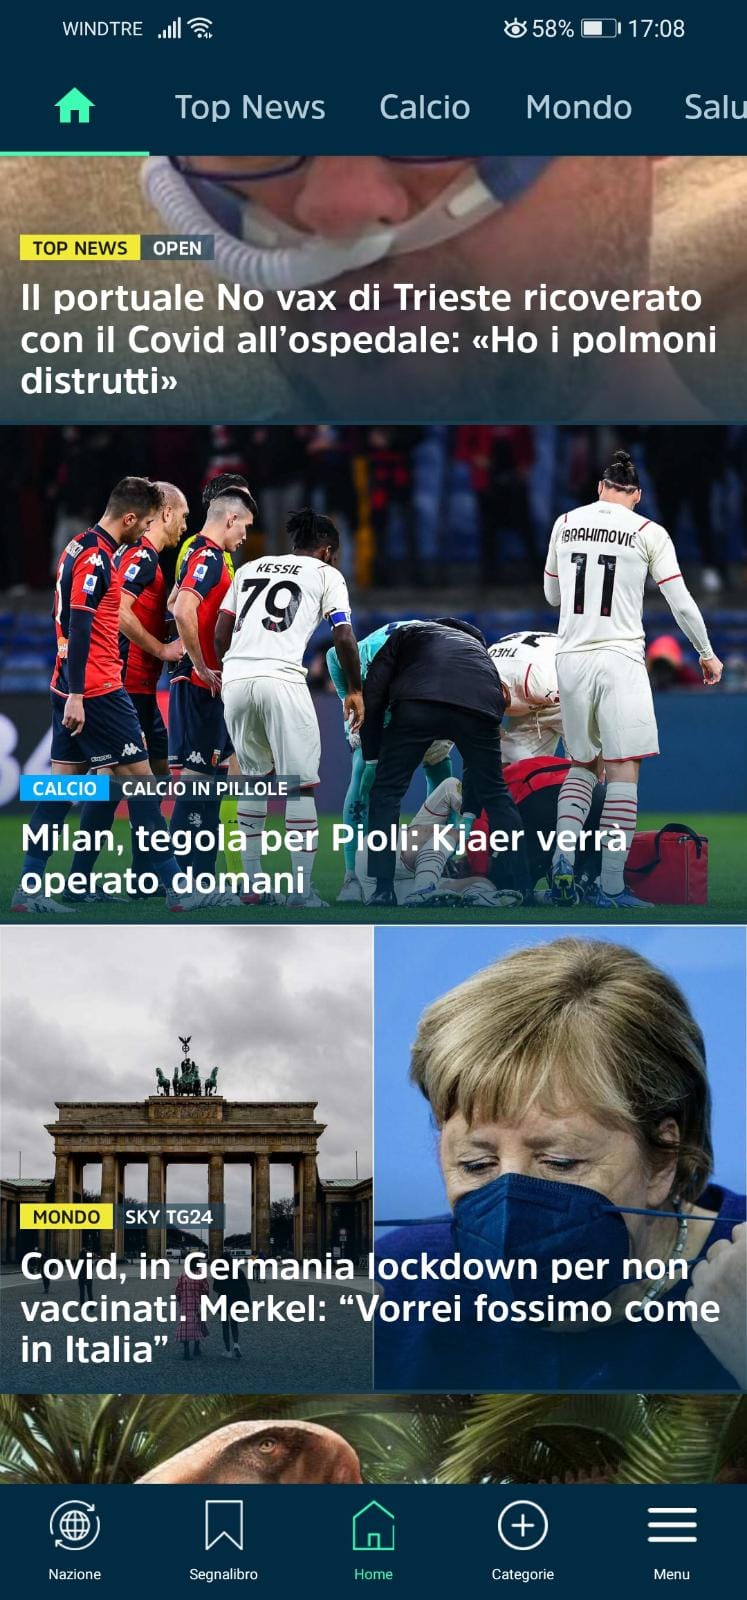 WINDTRE 58% 17:08
Top News Calcio Mondo Salu
TOP NEWS OPEN
Il portuale No vax di Trieste ricoverato
con il Covid all’ospedale: «Ho i polmoni
distrutti»
KESSIE
79
IBRAHIMOVIĆ
11
THEO
Kappa
CALCIO CALCIO IN PILLOLE
Milan, tegola per Pioli: Kjaer verrà
operato domani
MONDO SKY TG24
Covid, in Germania lockdown per non
vaccinati. Merkel: “Vorrei fossimo come
in Italia”
Nazione Segnalibro Home Categorie Menu